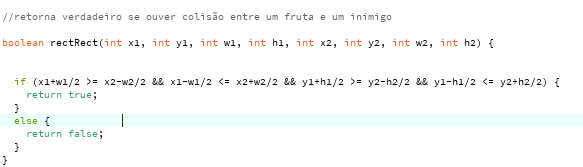 //retorna verdadeiro se ouver colisão entre um fruta e um inimigo
boolean rectRect(int x1, int y1, int w1, int h1, int x2, int y2, int w2, int h2) {
if (x1+w1/2 >= x2-w2/2 && x1-w1/2 <= x2+w2/2 && y1+h1/2 >= y2-h2/2 && y1-h1/2 <= y2+h2/2) {
return true;
}
else {
return false;
}
}